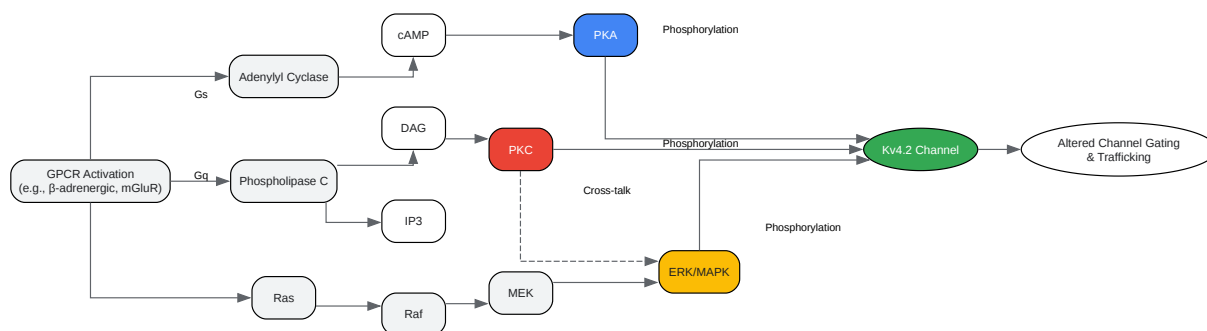 cAMP
PKA
Phosphorylation
Adenylyl Cyclase
Gs
DAG
PKC
Phosphorylation
Kv4.2 Channel
Altered Channel Gating
& Trafficking
GPCR Activation
(e.g., β-adrenergic, mGluR)
Gq
Phospholipase C
Cross-talk
IP3
Phosphorylation
ERK/MAPK
Ras
MEK
Raf